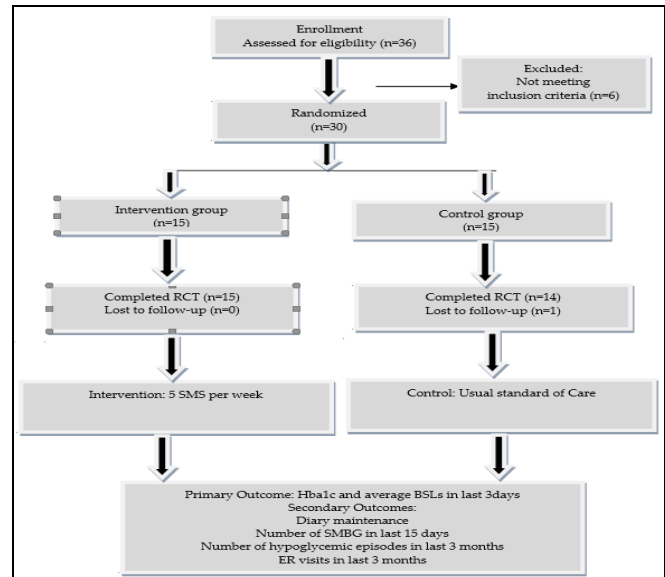 Enrollment
Assessed for eligibility (n=36)
Excluded:
Not meeting
inclusion criteria (n=6)
Randomized
(n=30)
Intervention group
(n=15)
Control group
(n=15)
Completed RCT (n=15)
Lost to follow-up (n=0)
Completed RCT (n=14)
Lost to follow-up (n=1)
Intervention: 5 SMS per week
Control: Usual standard of Care
Primary Outcome: Hba1c and average BSLs in last 3days
Secondary Outcomes:
Diary maintenance
Number of SMBG in last 15 days
Number of hypoglycemic episodes in last 3 months
ER visits in last 3 months